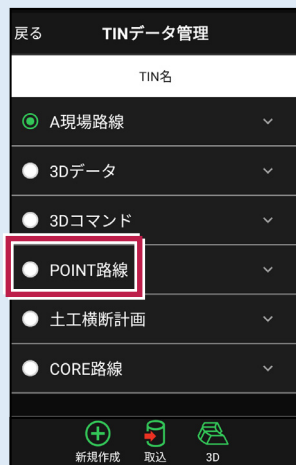 戻る TINデータ管理
TIN名
A現場路線
3Dデータ
3Dコマンド
POINT路線
土工横断計画
CORE路線
新規作成 取込 3D